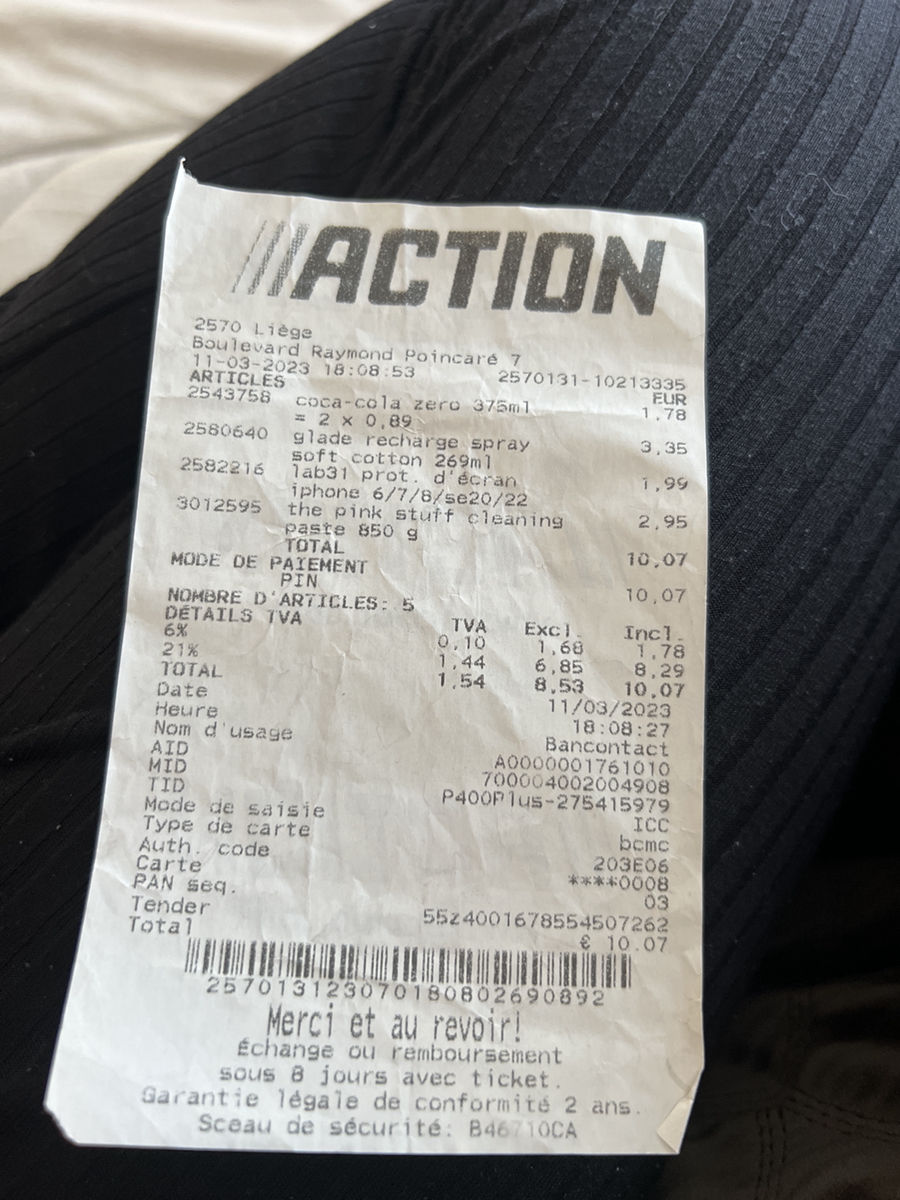 ACTION
2570 Liège
Boulevard Raymond Poincaré 7
11-03-2023 18:08:53 2570131-10213335
ARTICLES EUR
2543758 coca-cola zero 375ml 1,78
= 2 x 0,89
2580640 glade recharge spray 3,35
soft cotton 269ml
2582216 lab31 prot. d'écran 1,99
iphone 6/7/8/se20/22
3012595 the pink stuff cleaning 2,95
paste 850 g
TOTAL 10,07
MODE DE PAIEMENT
PIN 10,07
NOMBRE D'ARTICLES: 5
DÉTAILS TVA TVA Excl. Incl.
6% 0,10 1,68 1,78
21% 1,44 6,85 8,29
TOTAL 1,54 8,53 10,07
Date 11/03/2023
Heure 18:08:27
Nom d'usage Bancontact
AID A0000001761010
MID 700004002004908
TID P400Plus-275415979
Mode de saisie ICC
Type de carte bcmc
Auth. code 203E06
Carte ****0008
PAN seq. 03
Tender 55z4001678554507262
Total € 10.07
257013123070180802690892
Merci et au revoir!
Échange ou remboursement
sous 8 jours avec ticket.
Garantie légale de conformité 2 ans.
Sceau de sécurité: B46710CA